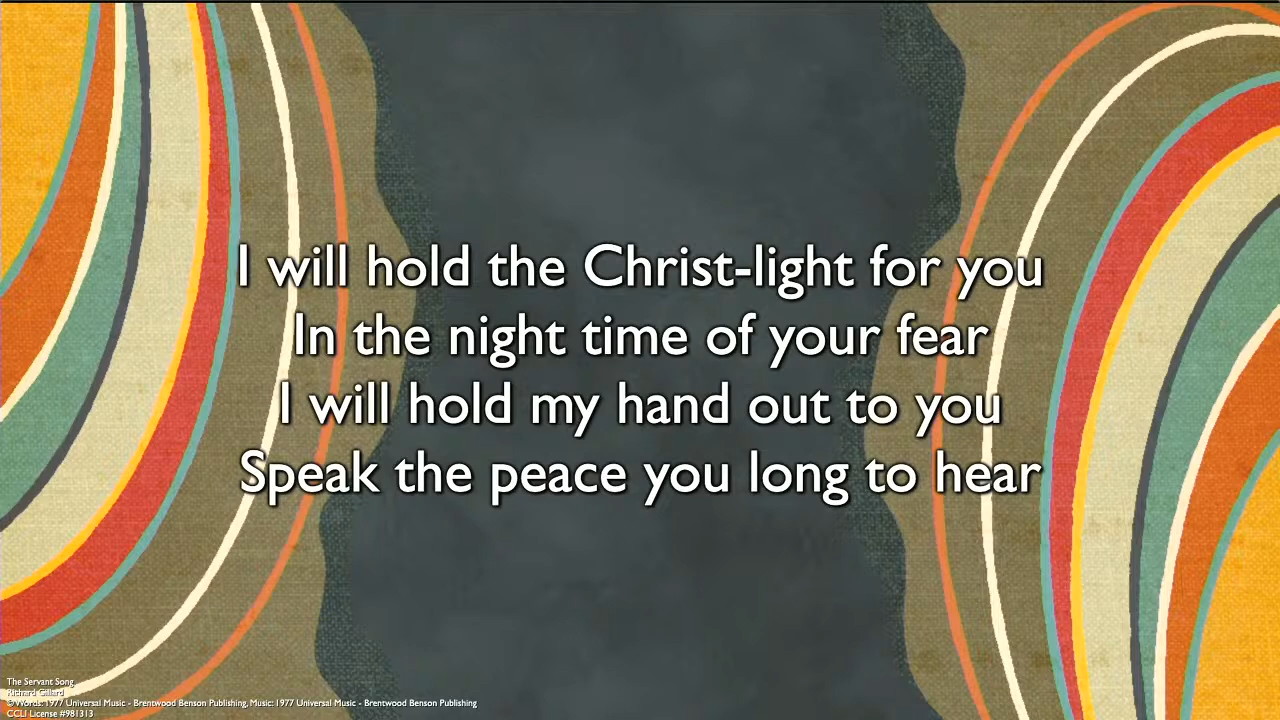 I will hold the Christ-light for you
In the night time of your fear
I will hold my hand out to you
Speak the peace you long to hear
The Servant Song
Richard Gillard
©Words: 1977 Universal Music - Brentwood Benson Publishing, Music: 1977 Universal Music - Brentwood Benson Publishing
CCLI License #981313